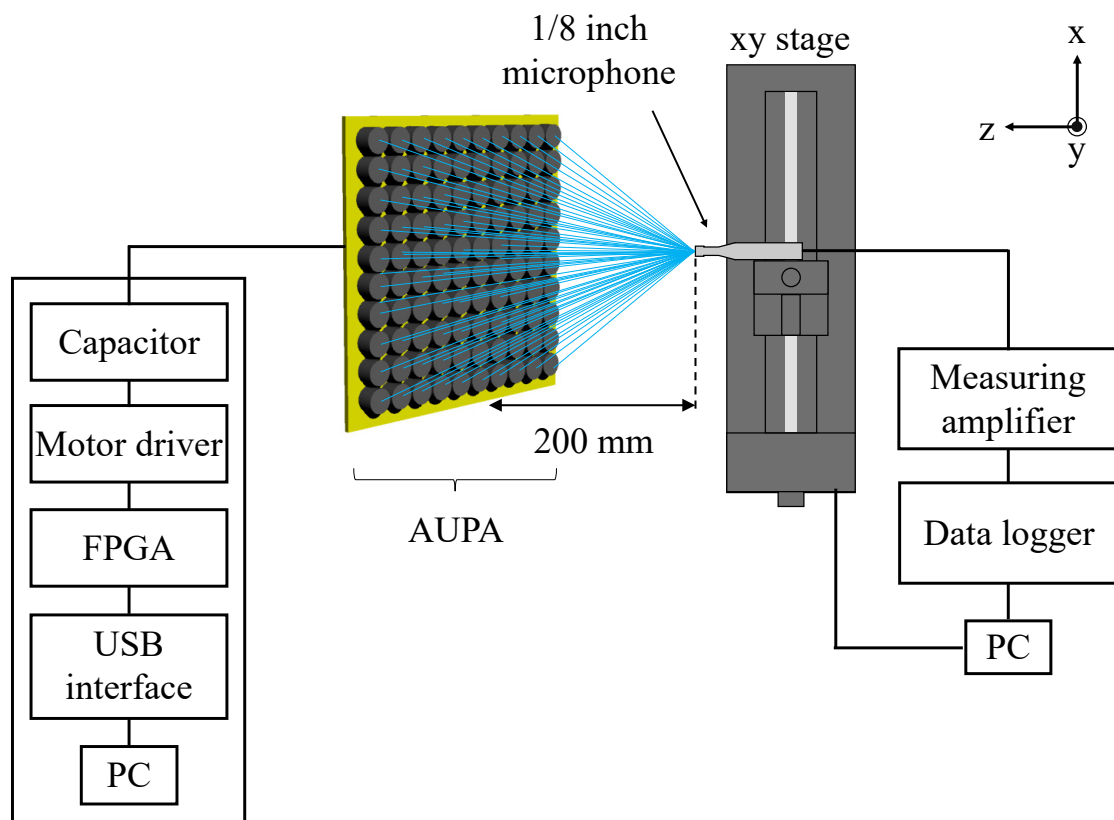 1/8 inch
microphone
xy stage
x
z
y
Capacitor
Motor driver
FPGA
USB
interface
PC
200 mm
AUPA
Measuring
amplifier
Data logger
PC